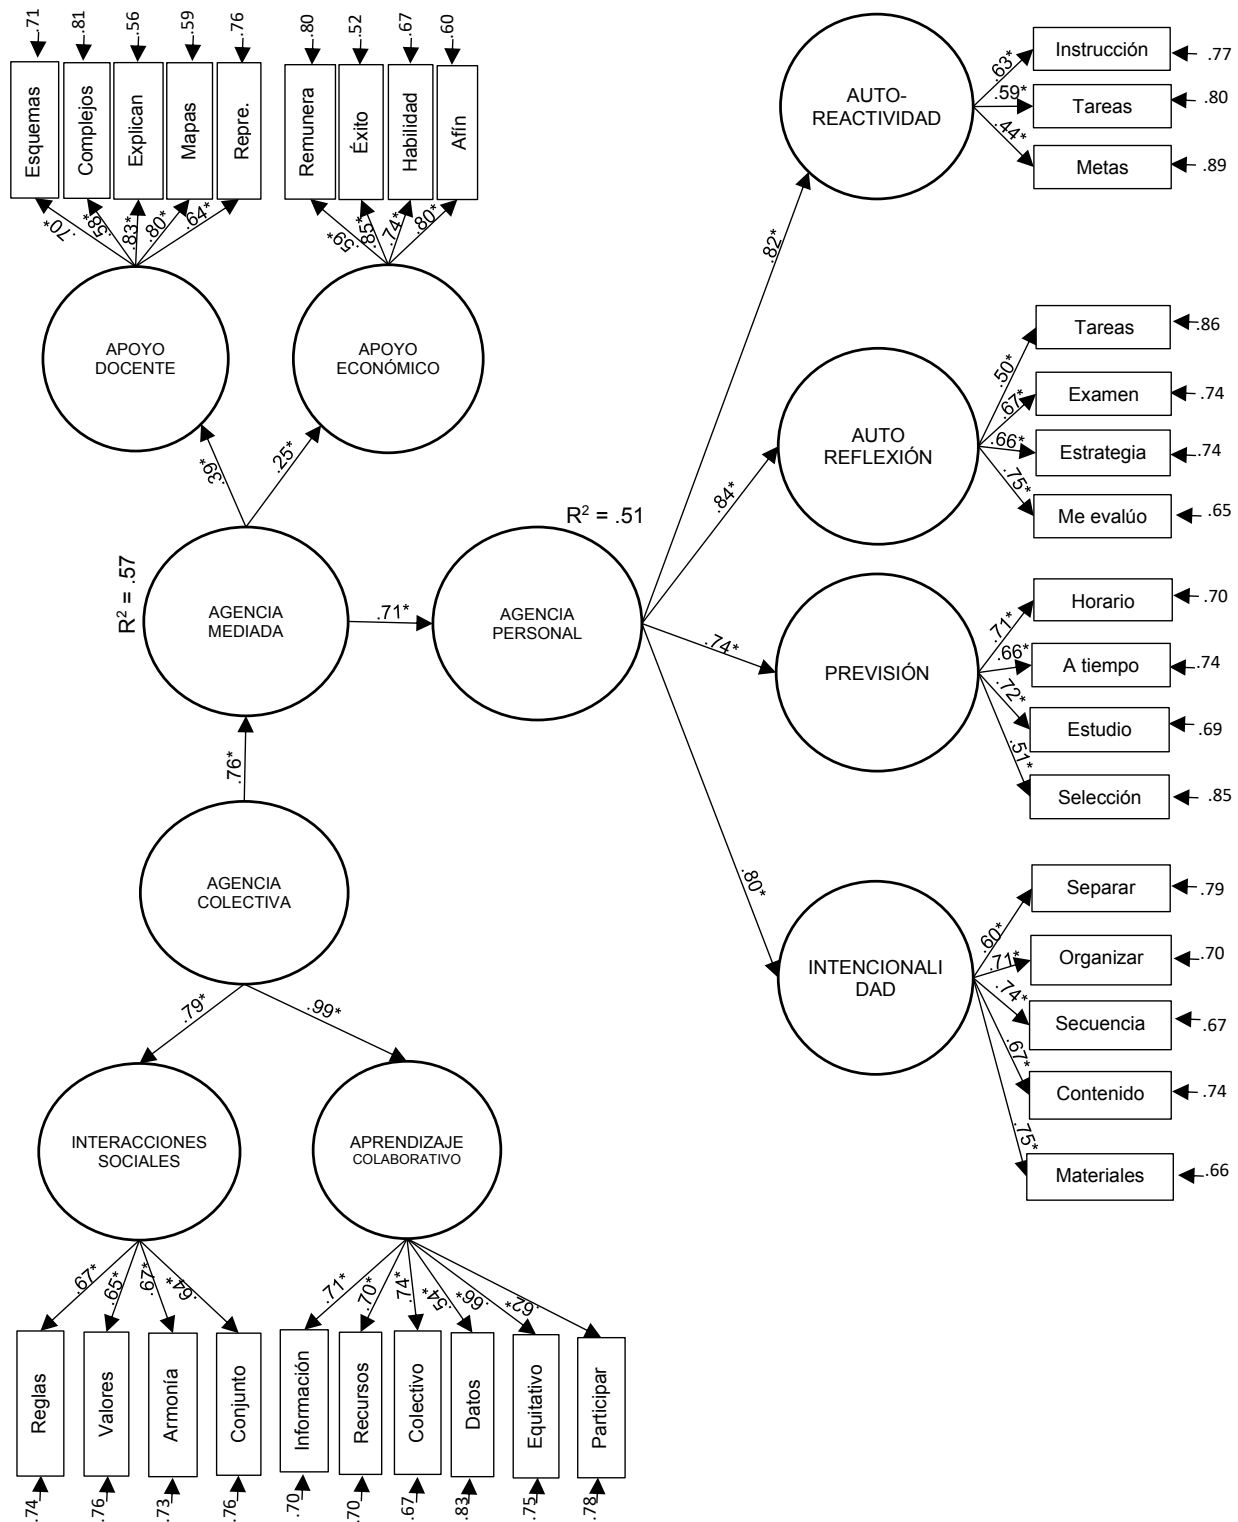 .71
.81
.56
.59
.76
.80
.52
.67
.60
Esquemas
Complejos
Explican
Mapas
Repre.
Remunera
Éxito
Habilidad
Afín
.70*
.58*
.83*
.80*
.64*
.59*
.85*
.74*
.80*
APOYO
DOCENTE
APOYO
ECONÓMICO
.39*
.25*
R² = .57
AGENCIA
MEDIADA
.71*
R² = .51
AGENCIA
PERSONAL
.76*
AGENCIA
COLECTIVA
.79*
.99*
INTERACCIONES
SOCIALES
APRENDIZAJE
COLABORATIVO
.67*
.65*
.67*
.64*
.71*
.70*
.74*
.54*
.66*
.62*
Reglas
Valores
Armonía
Conjunto
Información
Recursos
Colectivo
Datos
Equitativo
Participar
.74
.76
.73
.76
.70
.70
.67
.83
.75
.78
.82*
.84*
.74*
.80*
AUTO-
REACTIVIDAD
.63*
.59*
.44*
Instrucción
.77
Tareas
.80
Metas
.89
AUTO
REFLEXIÓN
.50*
.67*
.66*
.75*
Tareas
.86
Examen
.74
Estrategia
.74
Me evalúo
.65
PREVISIÓN
.71*
.66*
.72*
.51*
Horario
.70
A tiempo
.74
Estudio
.69
Selección
.85
INTENCIONALI
DAD
.60*
.71*
.74*
.67*
.75*
Separar
.79
Organizar
.70
Secuencia
.67
Contenido
.74
Materiales
.66